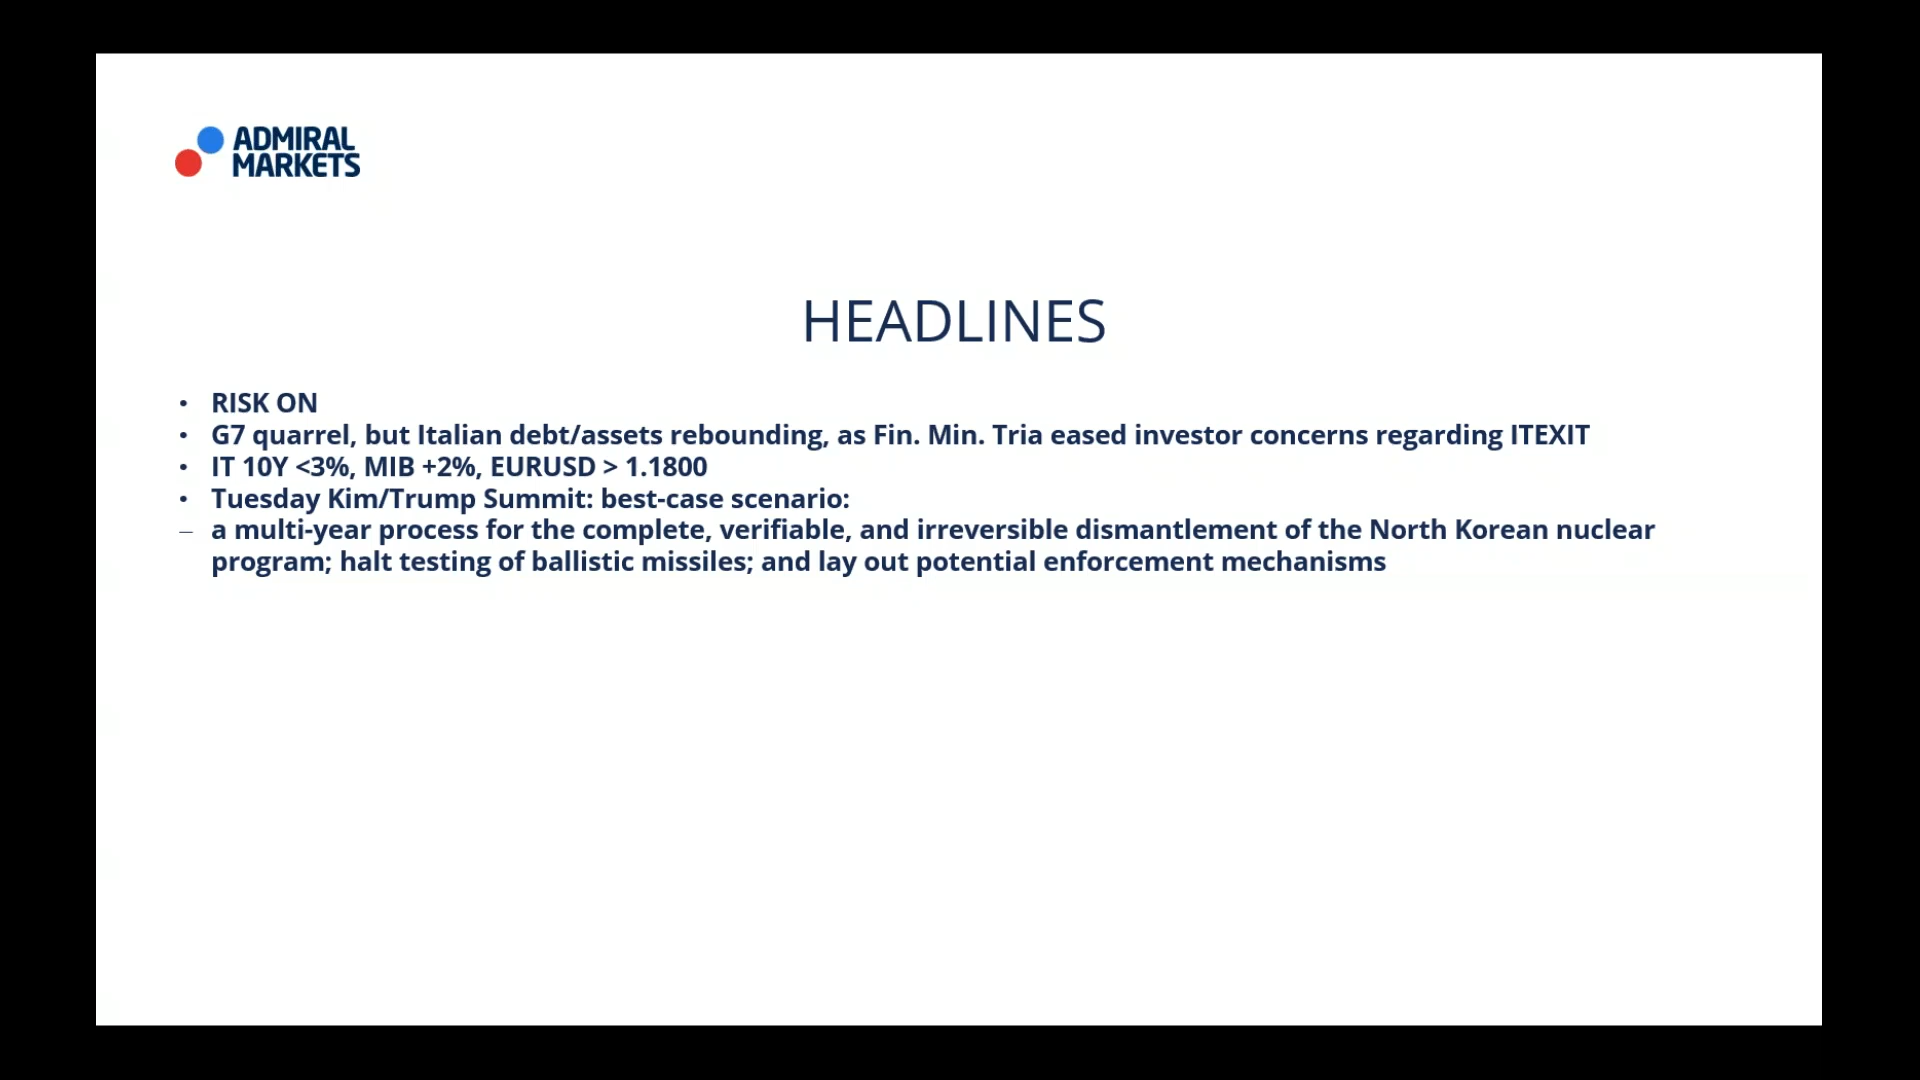 ADMIRAL
MARKETS
HEADLINES
• RISK ON
• G7 quarrel, but Italian debt/assets rebounding, as Fin. Min. Tria eased investor concerns regarding ITEXIT
• IT 10Y <3%, MIB +2%, EURUSD > 1.1800
• Tuesday Kim/Trump Summit: best-case scenario:
– a multi-year process for the complete, verifiable, and irreversible dismantlement of the North Korean nuclear
program; halt testing of ballistic missiles; and lay out potential enforcement mechanisms